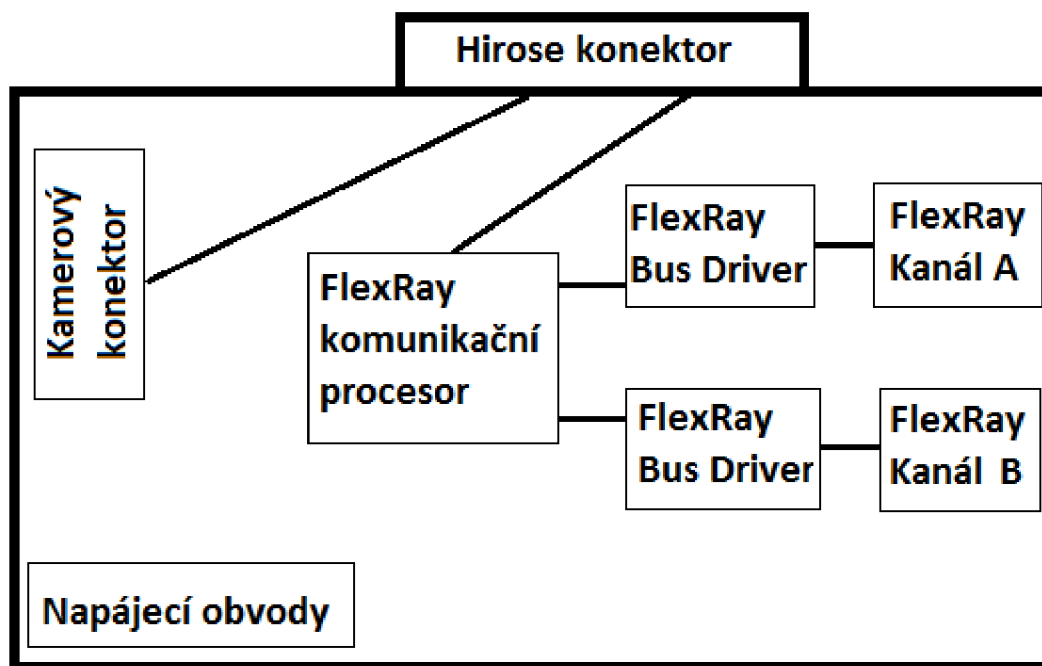 Hirose konektor
Kamerový
konektor
FlexRay
komunikační
procesor
FlexRay
Bus Driver
FlexRay
Kanál A
FlexRay
Bus Driver
FlexRay
Kanál B
Napájecí obvody